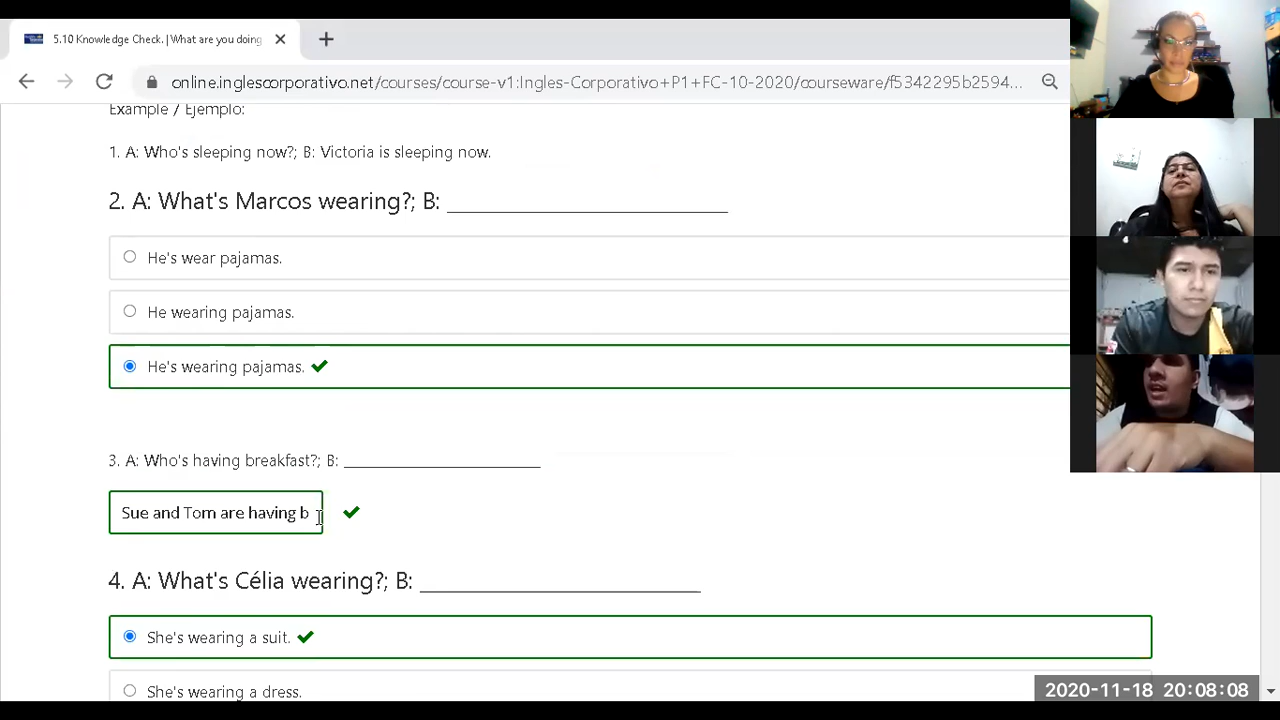 5.10 Knowledge Check. | What are you doing
online.inglescorporativo.net/courses/course-v1:Ingles-Corporativo+P1+FC-10-2020/courseware/f5342295b2594...
Example / Ejemplo:
1. A: Who's sleeping now?; B: Victoria is sleeping now.
2. A: What's Marcos wearing?; B: ____________________
He's wear pajamas.
He wearing pajamas.
He's wearing pajamas.
3. A: Who's having breakfast?; B: ____________________
Sue and Tom are having b
4. A: What's Célia wearing?; B: ____________________
She's wearing a suit.
She's wearing a dress.
2020-11-18 20:08:08